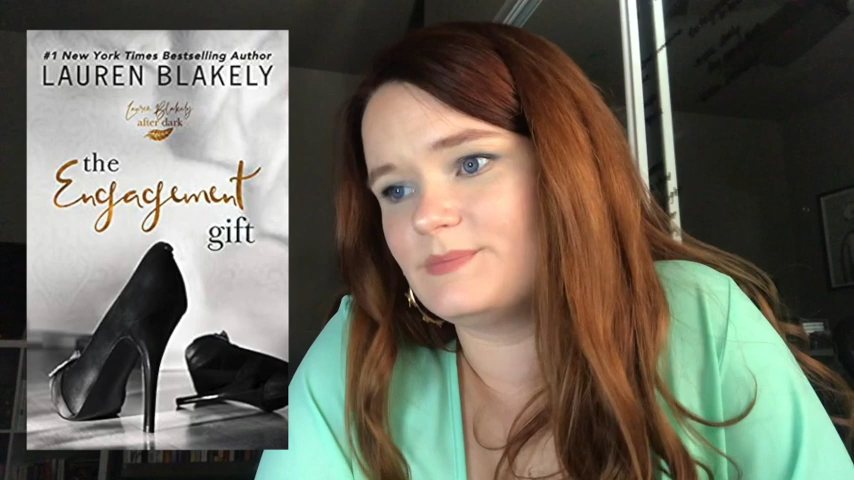 #1 New York Times Bestselling Author
LAUREN BLAKELY
Lauren Blakely
after dark
the
Engagement
gift